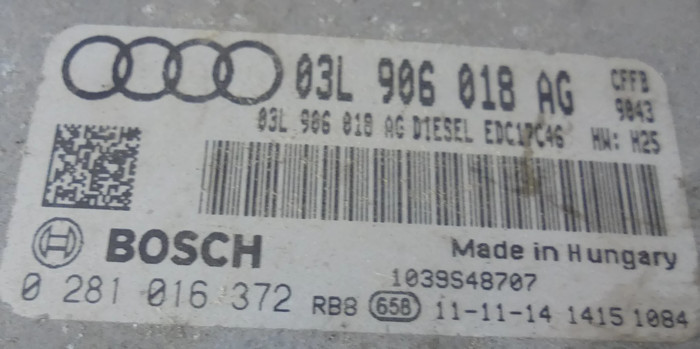 03L 906 018 AG CFFB
9843
03L 906 018 AG DIESEL EDC17C46 HW: H25
BOSCH
Made in Hungary
1039S48707
0 281 016 372 RB8 658 11-11-14 1415 1084